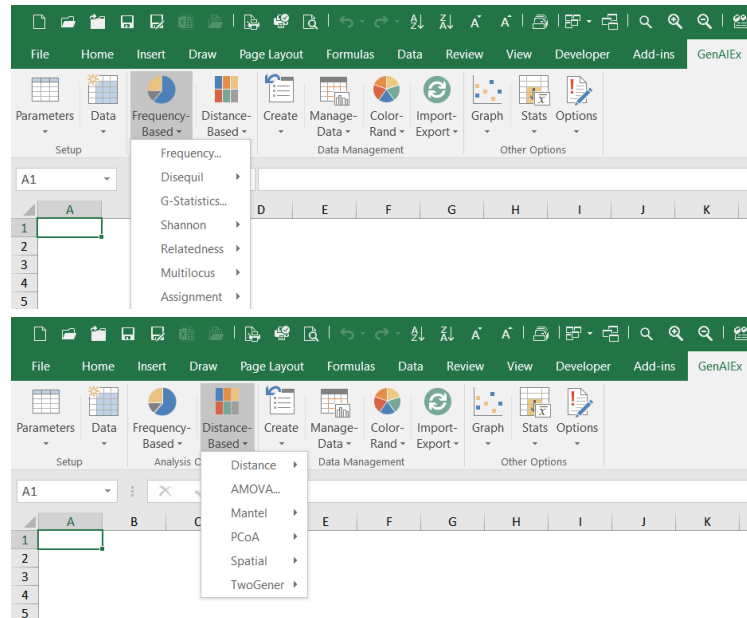 File Home Insert Draw Page Layout Formulas Data Review View Developer Add-ins GenAlEx
Parameters Data Frequency-Based Distance-Based Create Manage-Data Color-Rand Import-Export Graph Stats Options
Setup Data Management Other Options
Frequency...
Disequil
G-Statistics...
Shannon
Relatedness
Multilocus
Assignment
A1
A D E F G H I J K
1
2
3
4
5
File Home Insert Draw Page Layout Formulas Data Review View Developer Add-ins GenAlEx
Parameters Data Frequency-Based Distance-Based Create Manage-Data Color-Rand Import-Export Graph Stats Options
Setup Analysis O Data Management Other Options
Distance
AMOVA...
Mantel
PCoA
Spatial
TwoGener
A1
A B C E F G H I J K
1
2
3
4
5